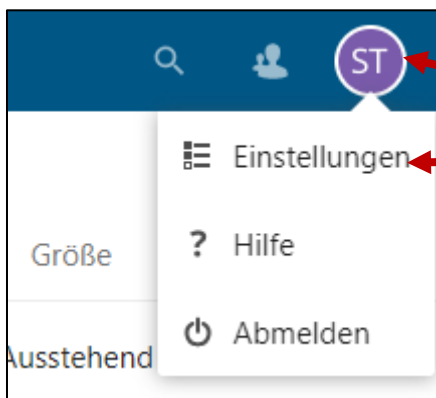 ST
Einstellungen
Größe
? Hilfe
Abmelden
Ausstehend